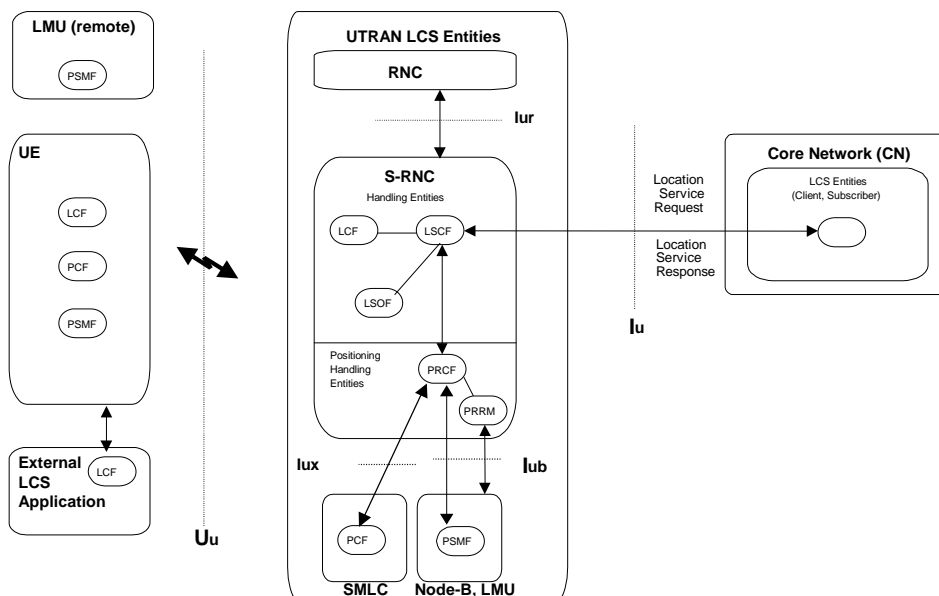 LMU (remote)
PSMF
UE
LCF
PCF
PSMF
External
LCS
Application
LCF
Uu
UTRAN LCS Entities
RNC
Iur
S-RNC
Handling Entities
LCF
LSCF
LSOF
Positioning
Handling
Entities
PRCF
PRRM
Iux
Iub
PCF
PSMF
SMLC
Node-B, LMU
Location
Service
Request
Location
Service
Response
Iu
Core Network (CN)
LCS Entities
(Client, Subscriber)